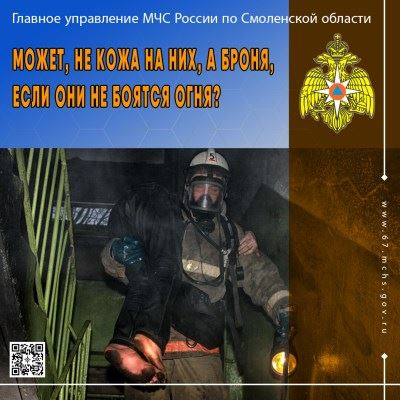 Главное управление МЧС России по Смоленской области
МОЖЕТ, НЕ КОЖА НА НИХ, А БРОНЯ,
ЕСЛИ ОНИ НЕ БОЯТСЯ ОГНЯ?
5
www.67.mchs.gov.ru